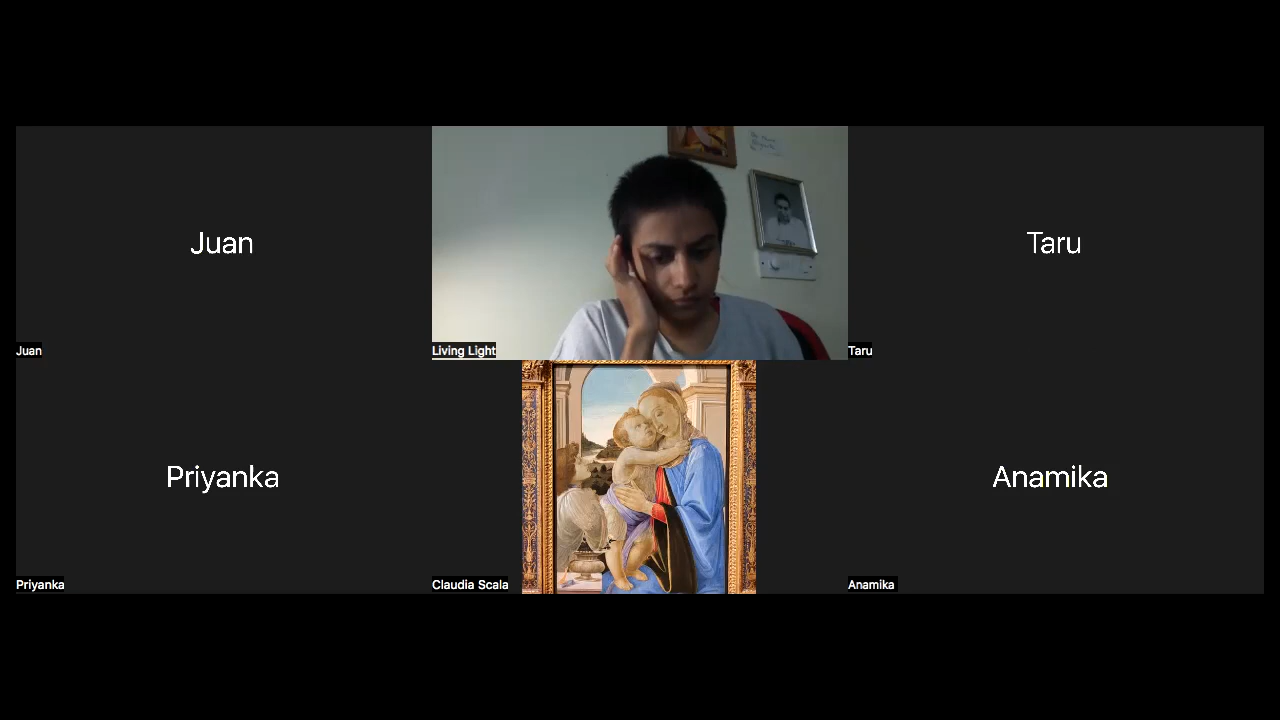 Juan
Taru
Juan
Living Light
Taru
Priyanka
Anamika
Priyanka
Claudia Scala
Anamika